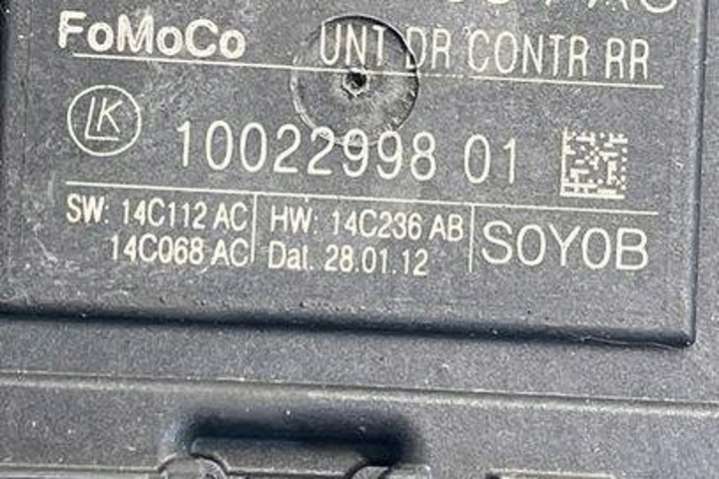 FoMoCo UNT DR CONTR RR
LK 10022998 01
SW: 14C112 AC HW: 14C236 AB SOYOB
14C068 AC Dat. 28.01.12